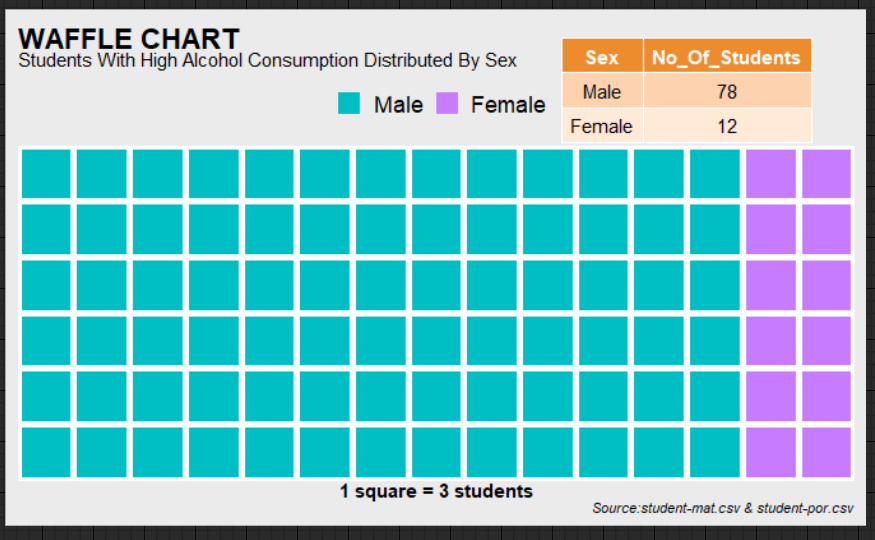 WAFFLE CHART
Students With High Alcohol Consumption Distributed By Sex
Male Female
Sex No_Of_Students
Male 78
Female 12
1 square = 3 students
Source:student-mat.csv & student-por.csv